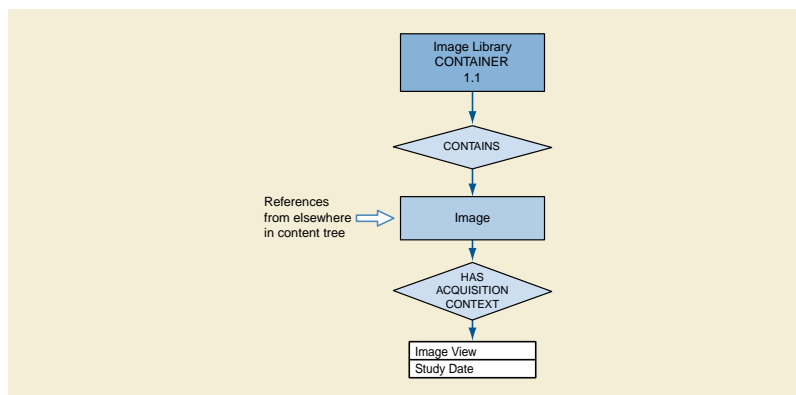 Image Library
CONTAINER
1.1
CONTAINS
References
from elsewhere
in content tree
Image
HAS
ACQUISITION
CONTEXT
Image View
Study Date